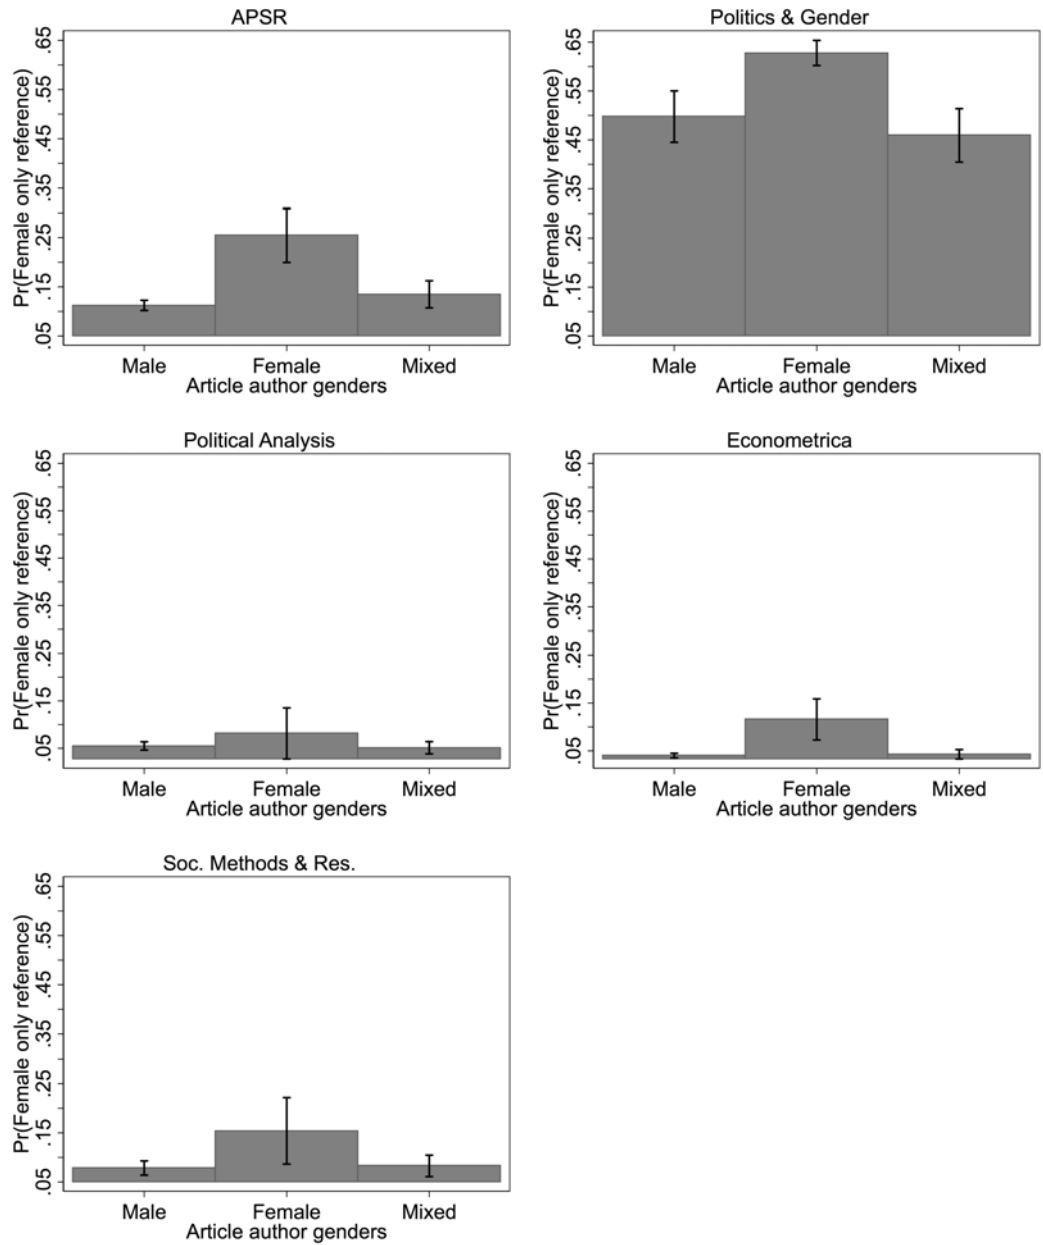 APSR
Pr(Female only reference)
.65
.55
.45
.35
.25
.15
.05
Male Female Mixed
Article author genders
Politics & Gender
Pr(Female only reference)
.65
.55
.45
.35
.25
.15
.05
Male Female Mixed
Article author genders
Political Analysis
Pr(Female only reference)
.65
.55
.45
.35
.25
.15
.05
Male Female Mixed
Article author genders
Econometrica
Pr(Female only reference)
.65
.55
.45
.35
.25
.15
.05
Male Female Mixed
Article author genders
Soc. Methods & Res.
Pr(Female only reference)
.65
.55
.45
.35
.25
.15
.05
Male Female Mixed
Article author genders